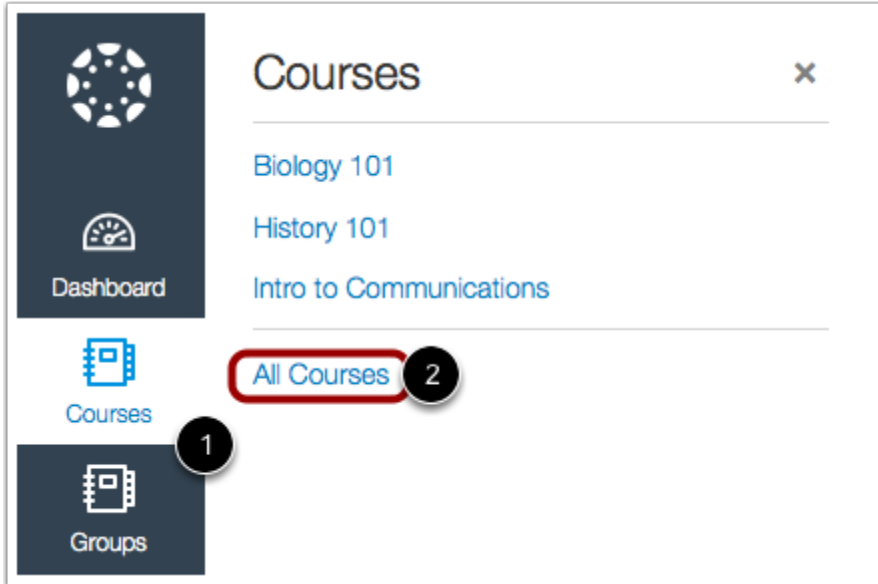 Courses
Biology 101
History 101
Dashboard
Intro to Communications
All Courses 2
Courses
1
Groups